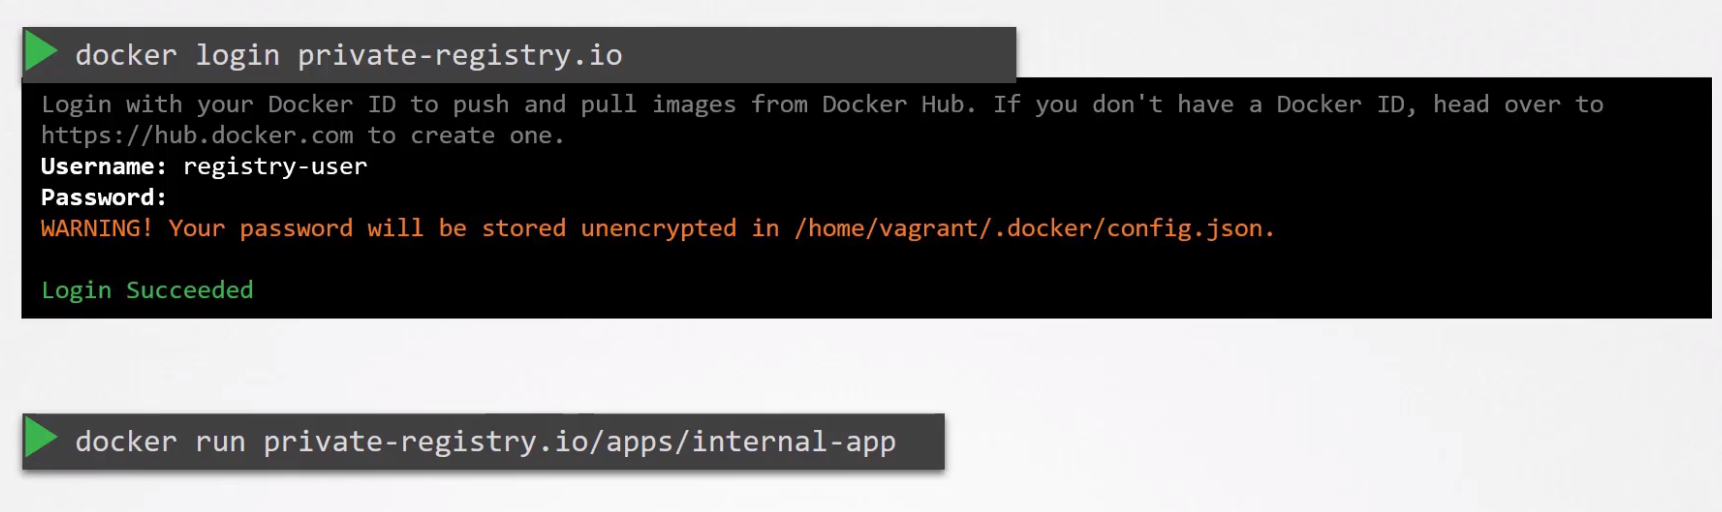 docker login private-registry.io
Login with your Docker ID to push and pull images from Docker Hub. If you don't have a Docker ID, head over to
https://hub.docker.com to create one.
Username: registry-user
Password:
WARNING! Your password will be stored unencrypted in /home/vagrant/.docker/config.json.
Login Succeeded
docker run private-registry.io/apps/internal-app